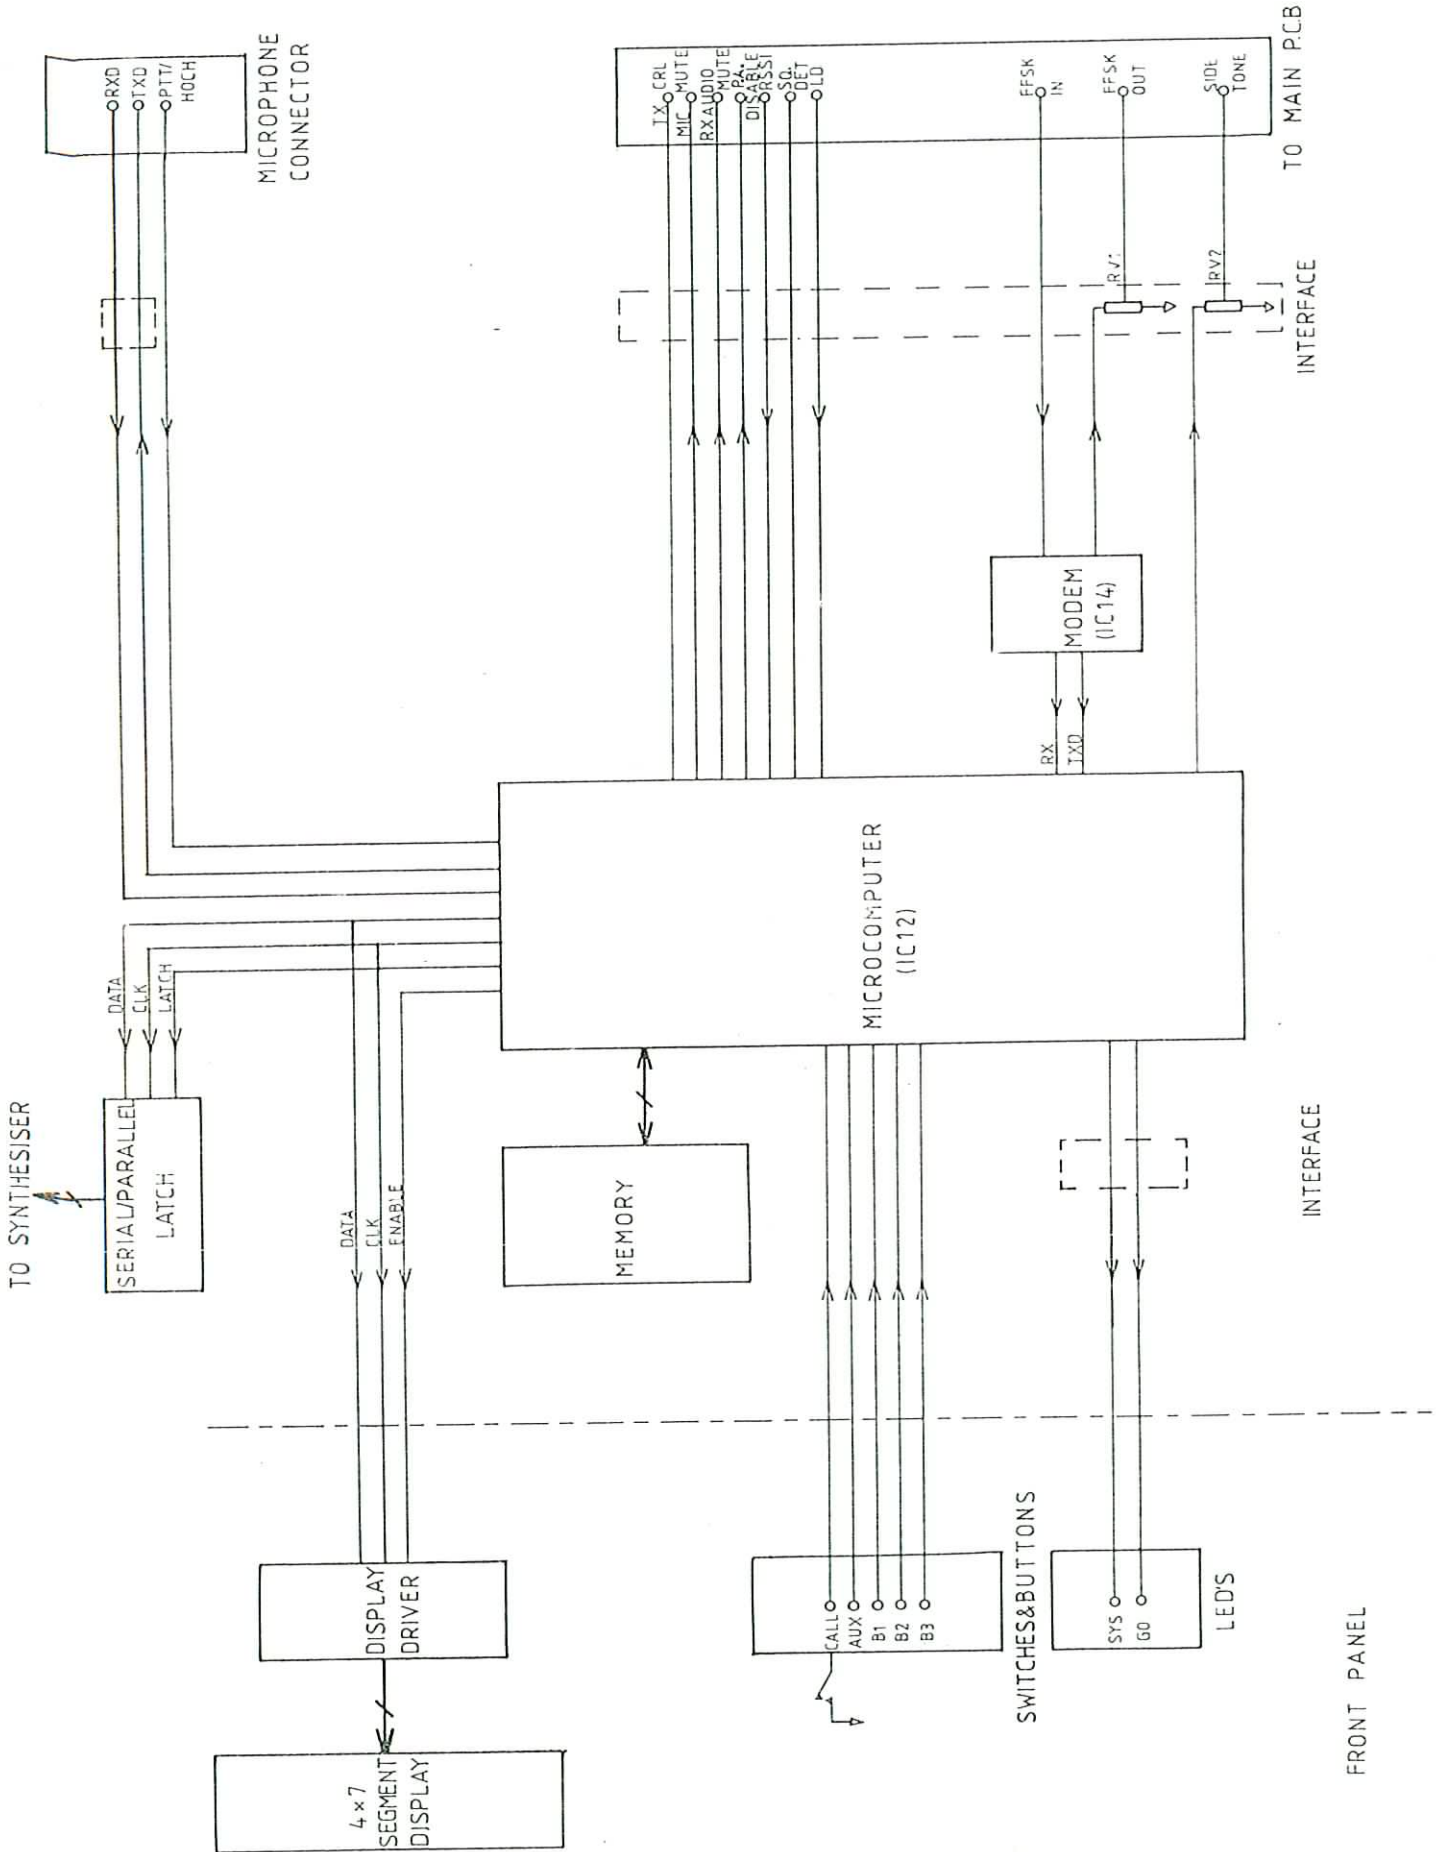 TO SYNTHESISER
SERIAL/PARALLEL
LATCH
DATA
CLK
LATCH
RXD
TXD
PTT/
HOCH
MICROPHONE
CONNECTOR
4×7
SEGMENT
DISPLAY
DISPLAY
DRIVER
DATA
CLK
ENABLE
MEMORY
MICROCOMPUTER
(IC12)
TX CRL
MIC MUTE
RX AUDIO
MUTE
P.A.
DISABLE
RSSI
SQ.
DET
LD
FFSK
IN
FFSK
OUT
SIDE
TONE
TO MAIN P.C.B
RV1
RV2
INTERFACE
MODEM
(IC14)
RX
TXD
CALL
AUX
B1
B2
B3
SWITCHES&BUTTONS
SYS
GO
LED'S
INTERFACE
FRONT PANEL